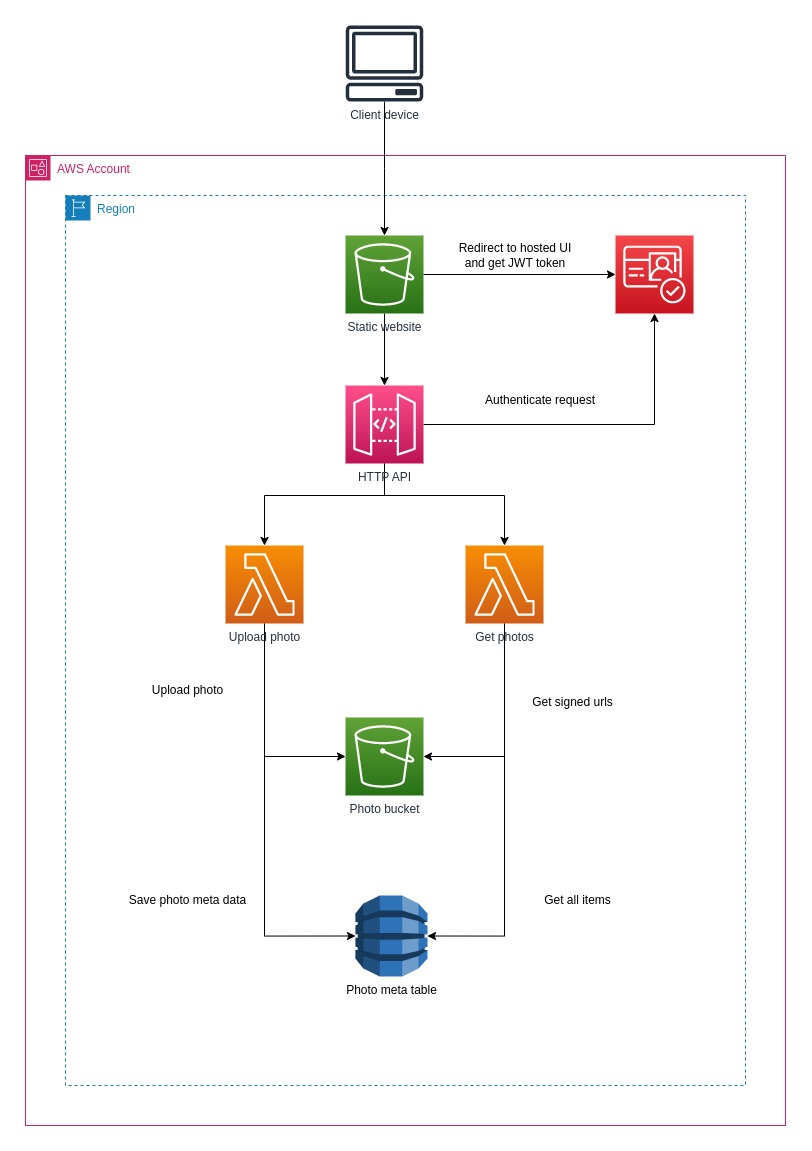 Client device
AWS Account
Region
Redirect to hosted UI
and get JWT token
Static website
Authenticate request
HTTP API
Upload photo
Get photos
Upload photo
Get signed urls
Photo bucket
Save photo meta data
Get all items
Photo meta table